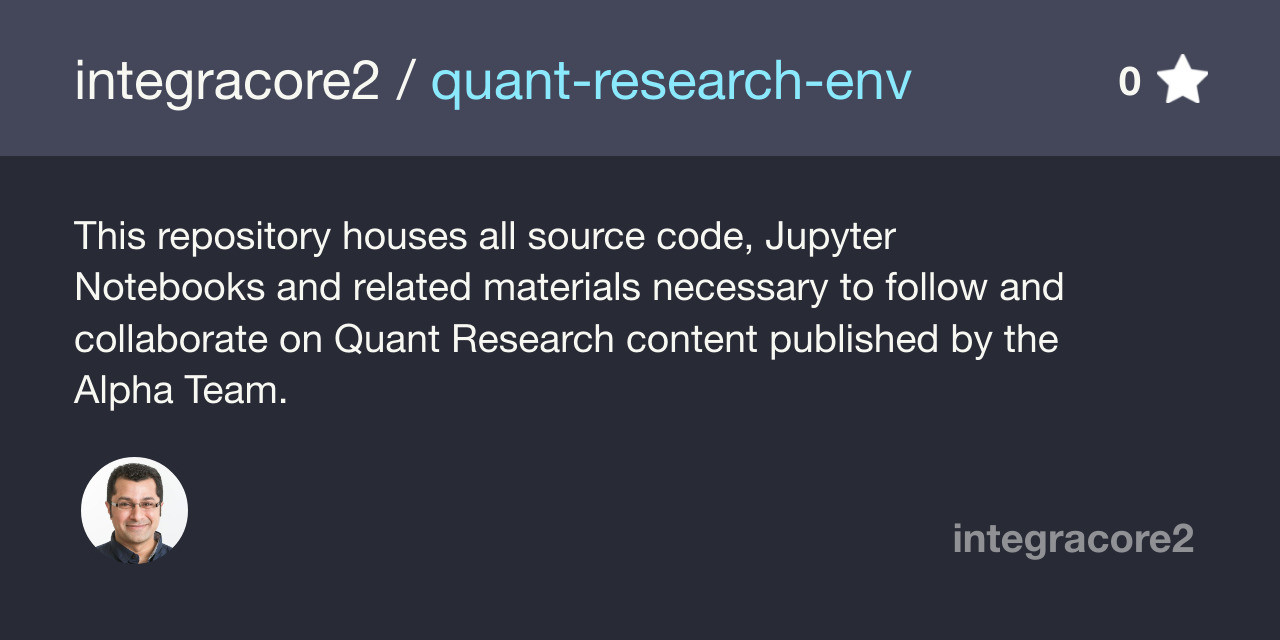 integracore2 / quant-research-env
0
This repository houses all source code, Jupyter
Notebooks and related materials necessary to follow and
collaborate on Quant Research content published by the
Alpha Team.
integracore2